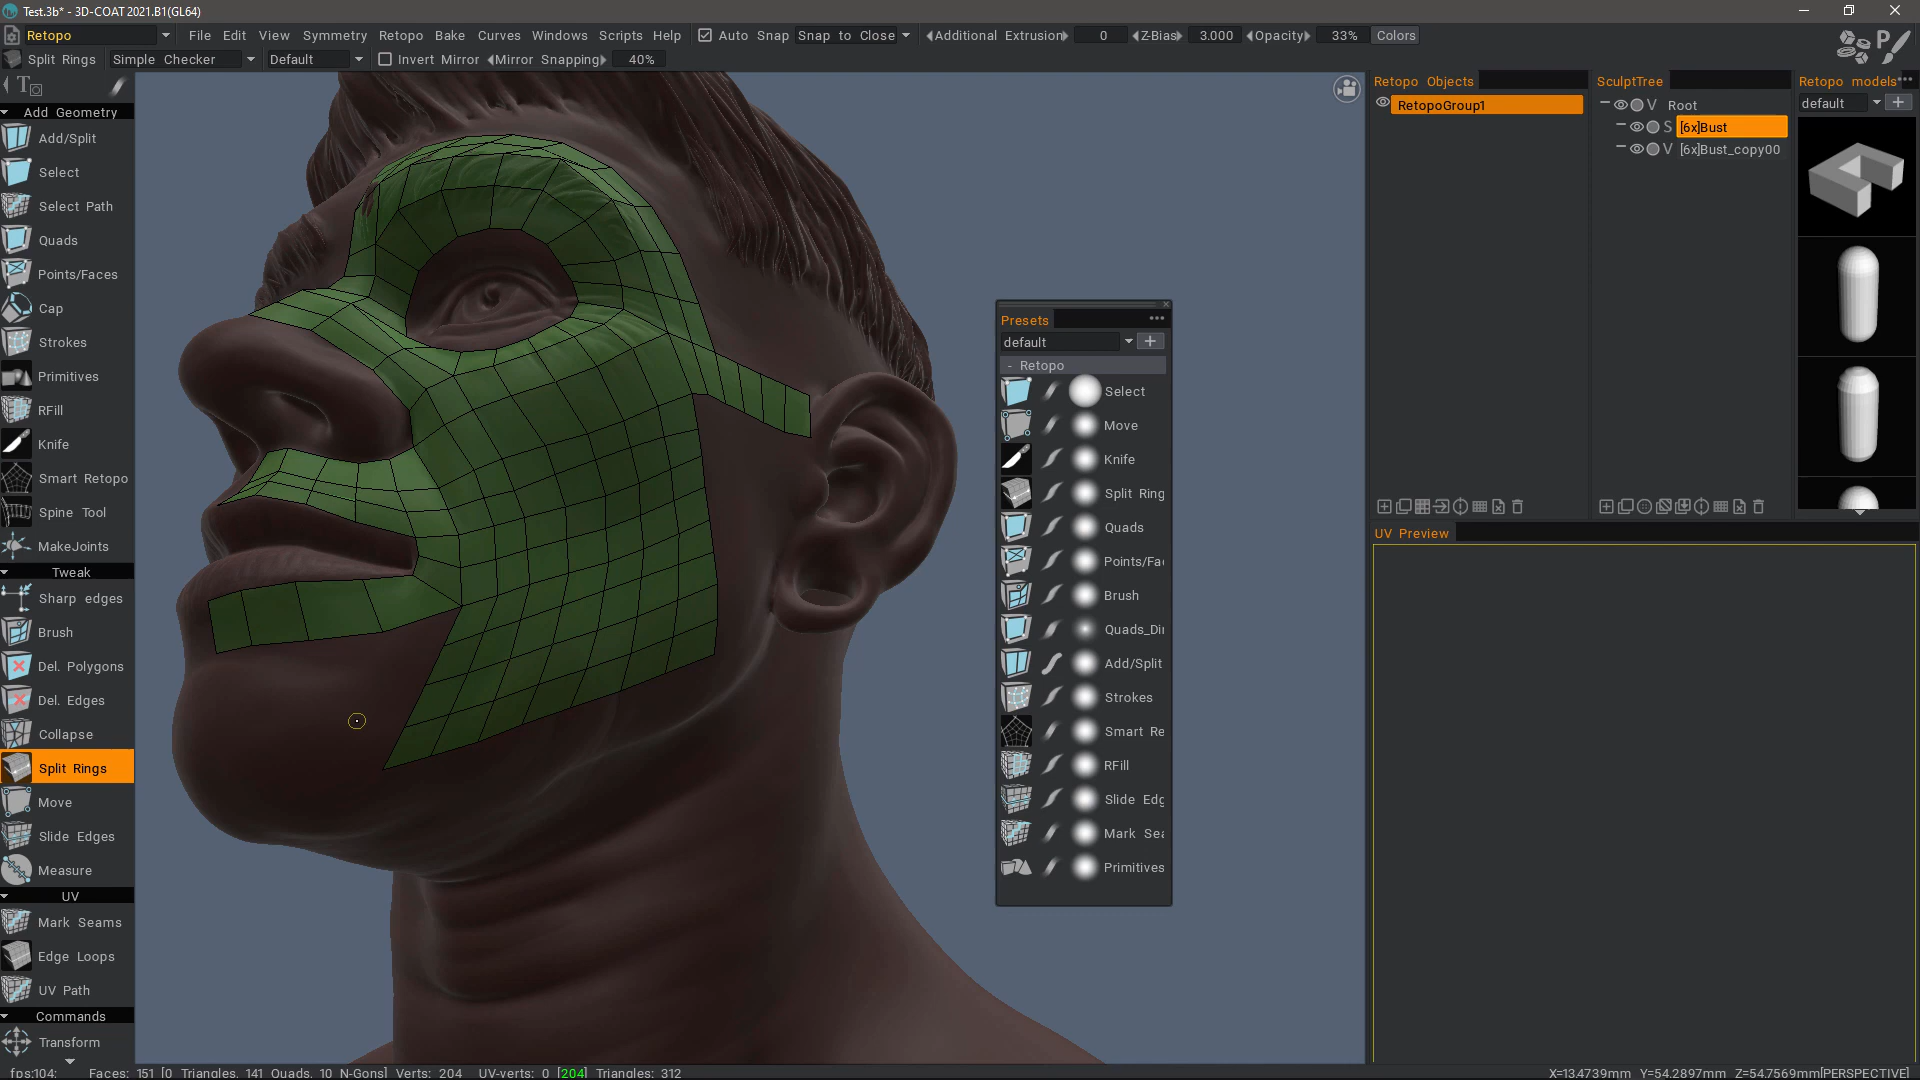 Test.3b* - 3D-COAT 2021.B1(GL64)
Retopo File Edit View Symmetry Retopo Bake Curves Windows Scripts Help Auto Snap Snap to Close Additional Extrusion 0 Z-Bias 3.000 Opacity 33% Colors
Split Rings Simple Checker Default Invert Mirror Mirror Snapping 40%
Add Geometry
Add/Split
Select
Select Path
Quads
Points/Faces
Cap
Strokes
Primitives
RFill
Knife
Smart Retopo
Spine Tool
MakeJoints
Tweak
Sharp edges
Brush
Del. Polygons
Del. Edges
Collapse
Split Rings
Move
Slide Edges
Measure
UV
Mark Seams
Edge Loops
UV Path
Commands
Transform
Presets
default
- Retopo
Select
Move
Knife
Split Ring
Quads
Points/Fa
Brush
Quads_Di
Add/Split
Strokes
Smart Re
RFill
Slide Edg
Mark Sea
Primitives
Retopo Objects
RetopoGroup1
SculptTree
V Root
S [6x]Bust
V [6x]Bust_copy00
Retopo models
default
UV Preview
fps:104; Faces: 151 [0 Triangles, 141 Quads, 10 N-Gons] Verts: 204 UV-verts: 0 [204] Triangles: 312 X=13.4739mm Y=54.2897mm Z=54.7569mm[PERSPECTIVE]